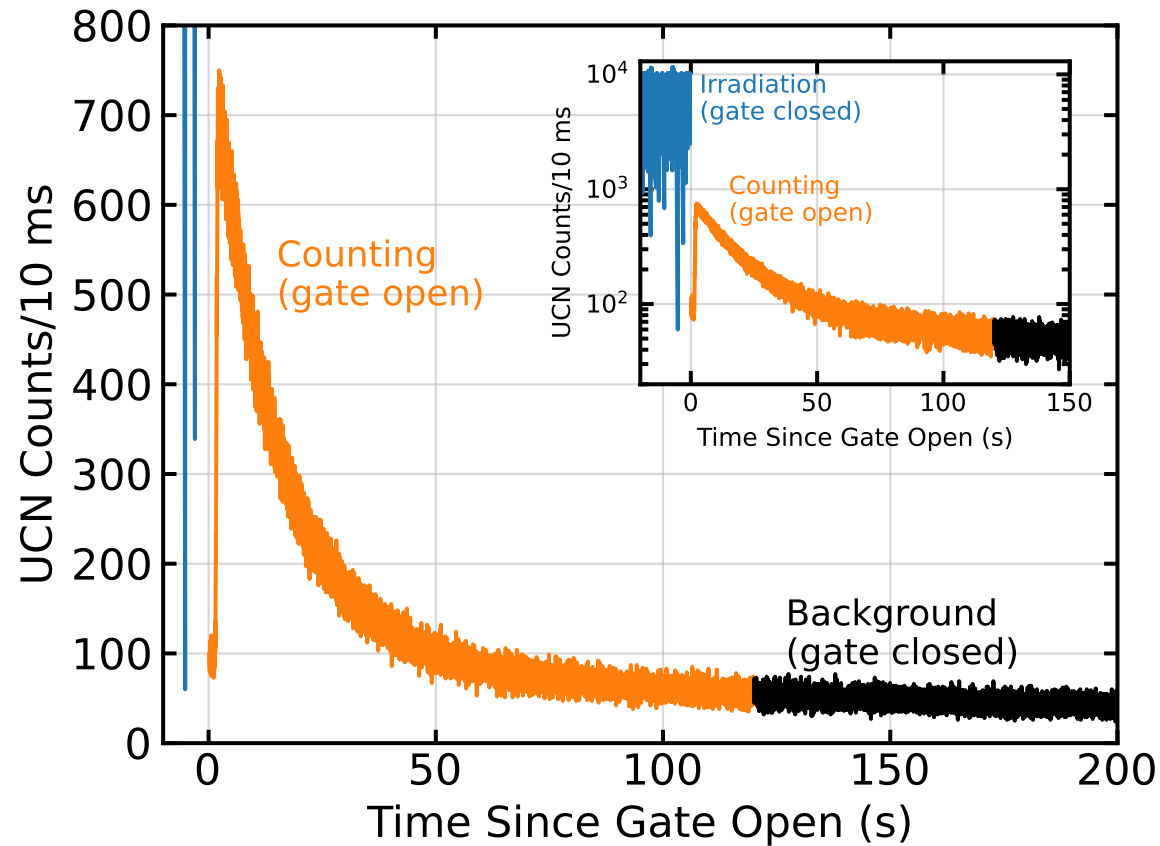 800
700
600
500
400
300
200
100
0
UCN Counts/10 ms
0
50
100
150
200
Time Since Gate Open (s)
Counting
(gate open)
Background
(gate closed)
10⁴
10³
10²
UCN Counts/10 ms
Irradiation
(gate closed)
Counting
(gate open)
0
50
100
150
Time Since Gate Open (s)